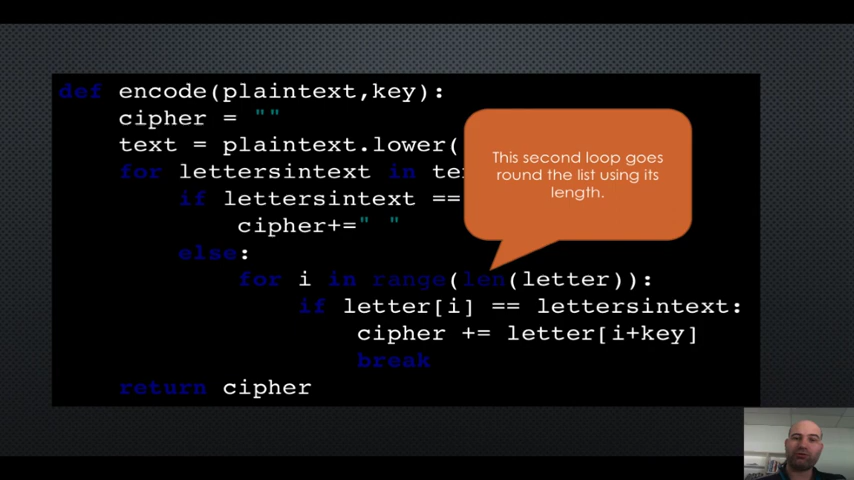 def encode(plaintext,key):
cipher = ""
text = plaintext.lower(
for lettersintext in
if lettersintext ==
cipher+=" "
else:
This second loop goes
round the list using its
length.
for i in range(len(letter)):
if letter[i] == lettersintext:
cipher += letter[i+key]
break
return cipher